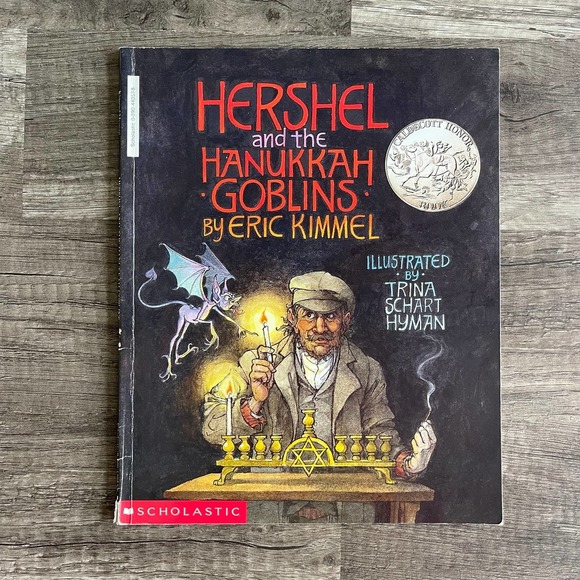 HERSHEL
and the
HANUKKAH
·GOBLINS·
BY ERIC KIMMEL
CALDECOTT HONOR
ILLUSTRATED
·BY·
TRINA
SCHART
HYMAN
SCHOLASTIC